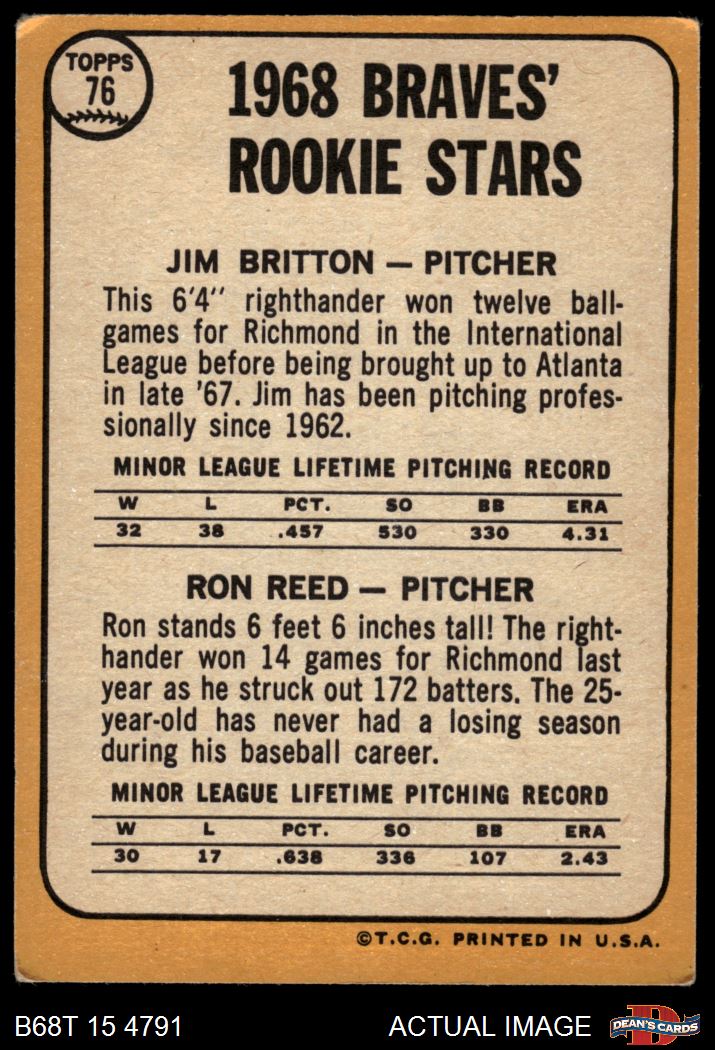 TOPPS
76
1968 BRAVES'
ROOKIE STARS
JIM BRITTON — PITCHER
This 6'4'' righthander won twelve ball-
games for Richmond in the International
League before being brought up to Atlanta
in late '67. Jim has been pitching profes-
sionally since 1962.
MINOR LEAGUE LIFETIME PITCHING RECORD
W L PCT. SO BB ERA
32 38 .457 530 330 4.31
RON REED — PITCHER
Ron stands 6 feet 6 inches tall! The right-
hander won 14 games for Richmond last
year as he struck out 172 batters. The 25-
year-old has never had a losing season
during his baseball career.
MINOR LEAGUE LIFETIME PITCHING RECORD
W L PCT. SO BB ERA
30 17 .638 336 107 2.43
©T.C.G. PRINTED IN U.S.A.
B68T 15 4791 ACTUAL IMAGE
D
DEAN'S CARDS